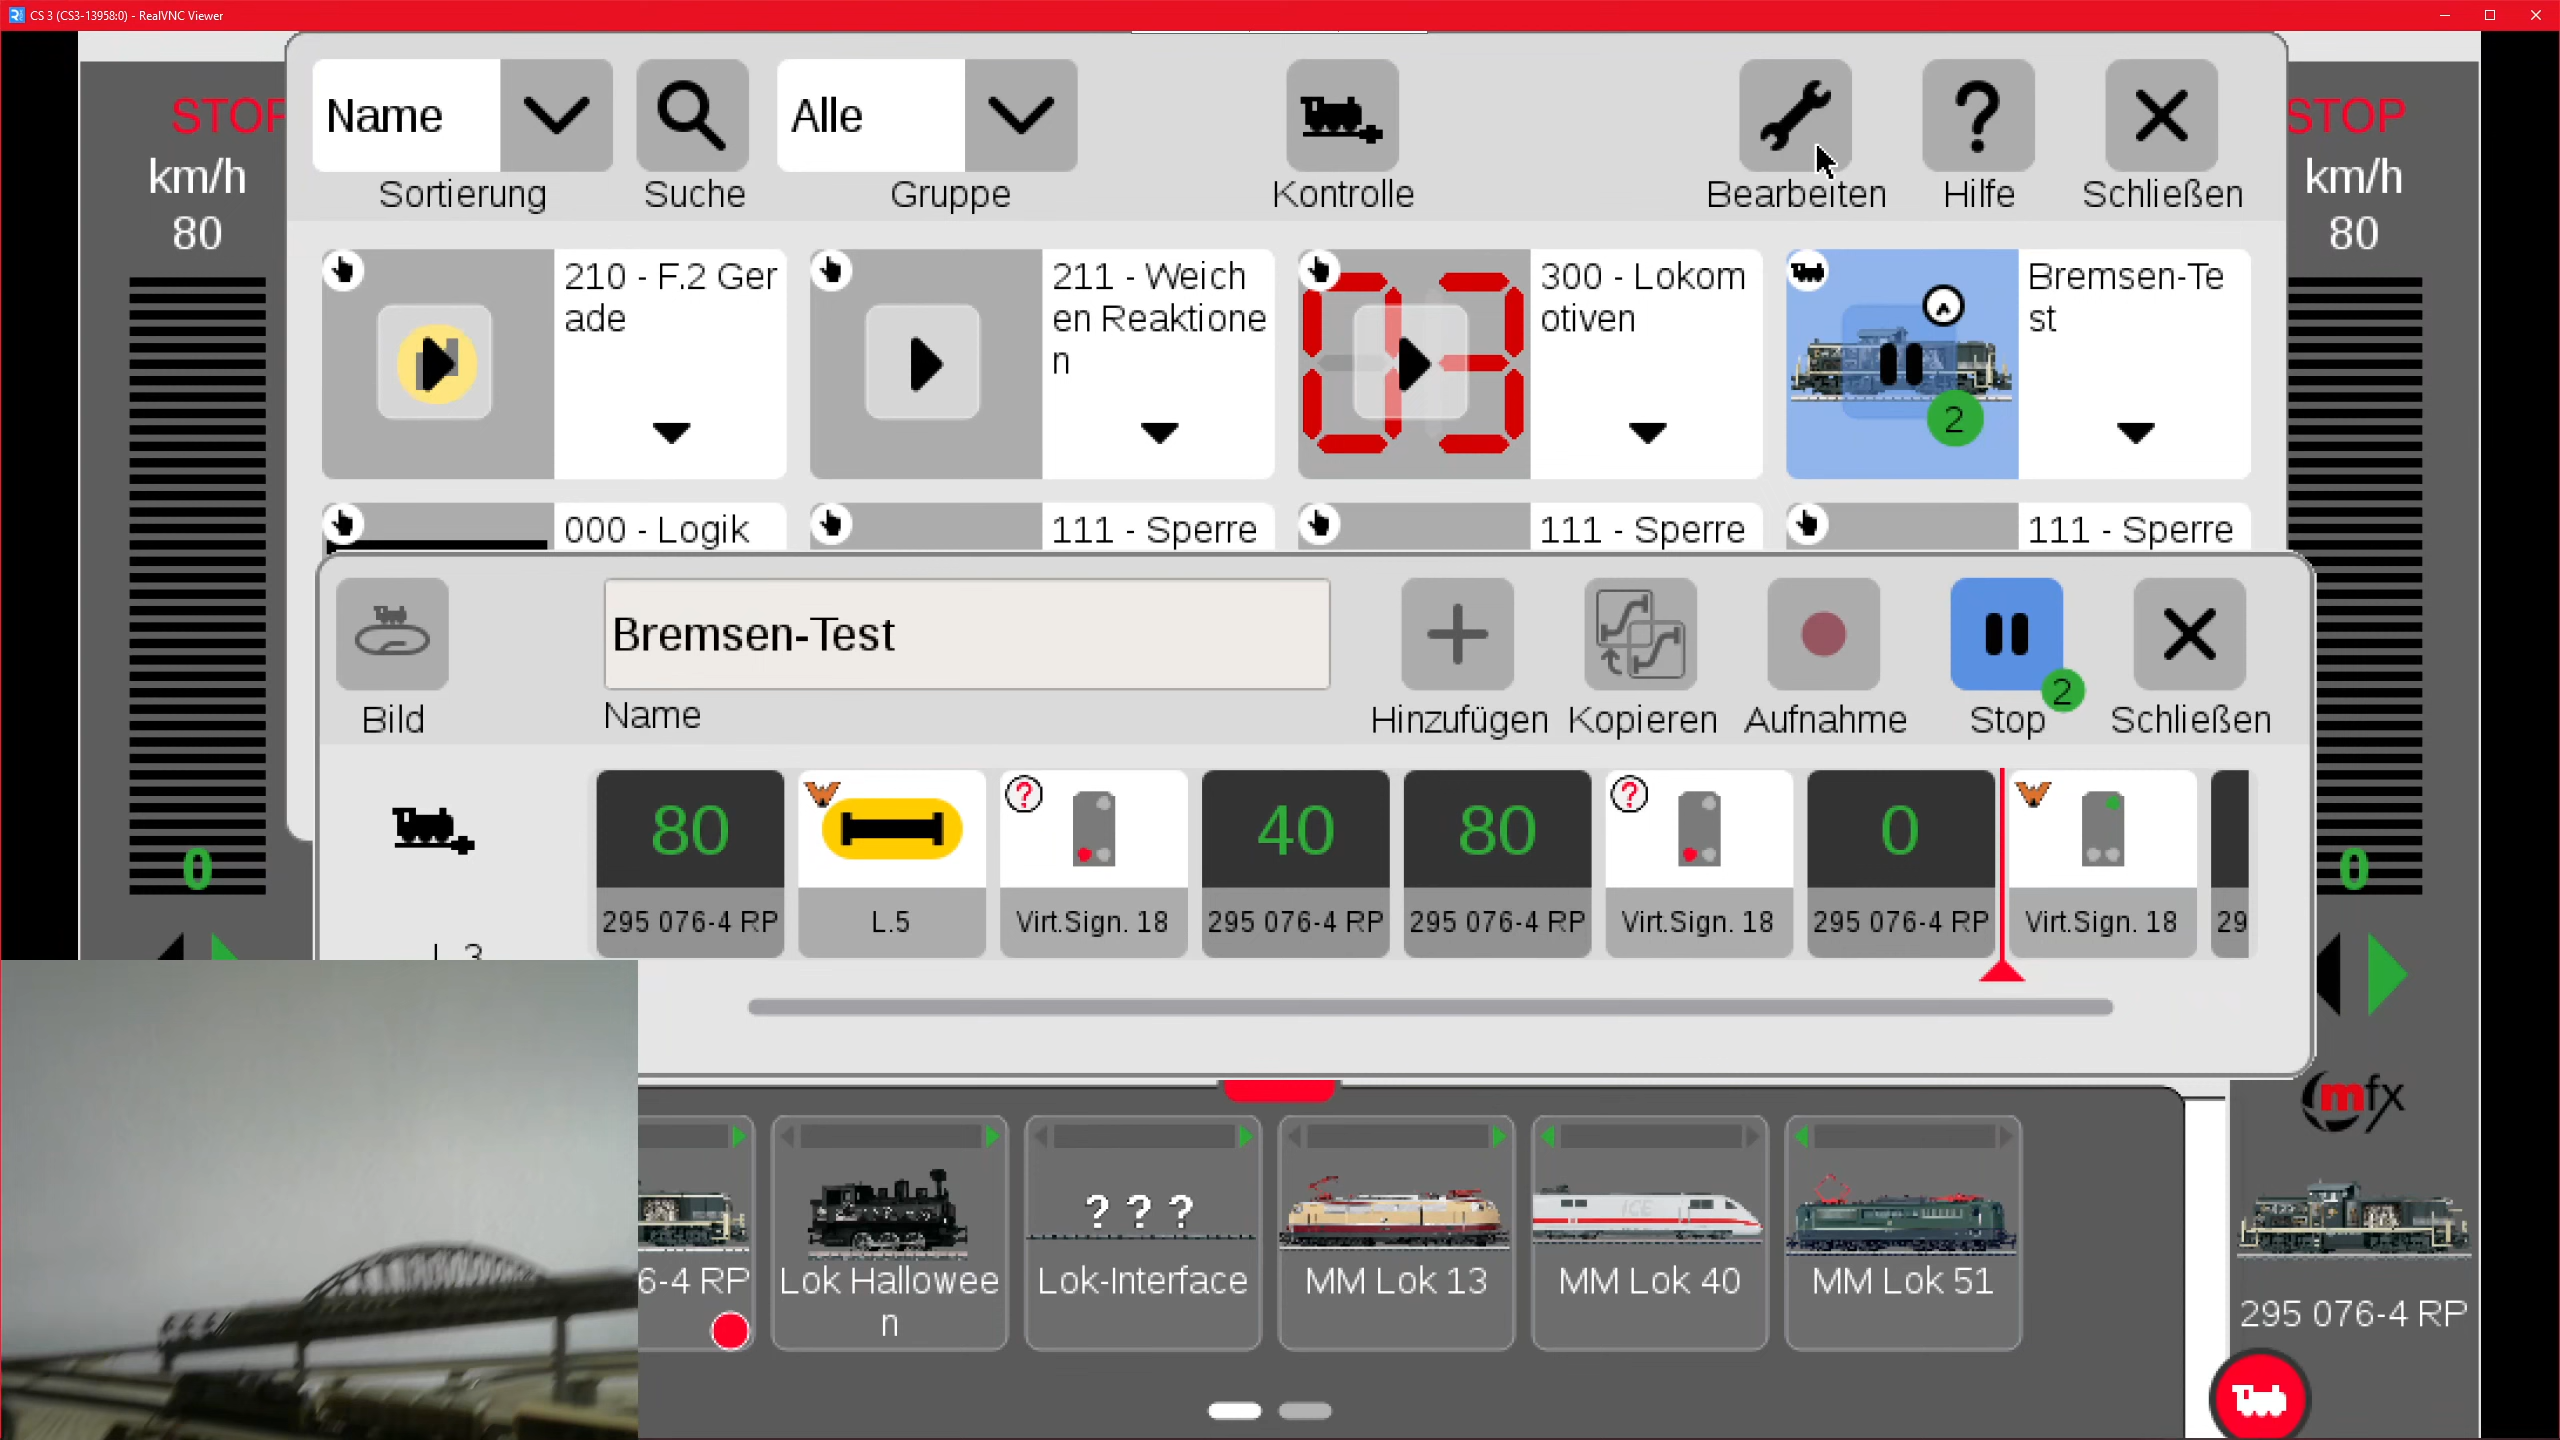 CS 3 (CS3-13958:0) - RealVNC Viewer
STOP
km/h
80
Name
Alle
Sortierung
Suche
Gruppe
Kontrolle
Bearbeiten
Hilfe
Schließen
STOP
km/h
80
210 - F.2 Ger
ade
211 - Weich
en Reaktione
n
300 - Lokom
otiven
Bremsen-Te
st
2
000 - Logik
111 - Sperre
111 - Sperre
111 - Sperre
Bremsen-Test
Bild
Name
Hinzufügen
Kopieren
Aufnahme
Stop
2
Schließen
80
40
80
0
295 076-4 RP
L.5
Virt.Sign. 18
295 076-4 RP
295 076-4 RP
Virt.Sign. 18
295 076-4 RP
Virt.Sign. 18
29
0
0
mfx
6-4 RP
Lok Hallowee
n
? ? ?
Lok-Interface
MM Lok 13
ICE
MM Lok 40
MM Lok 51
295 076-4 RP